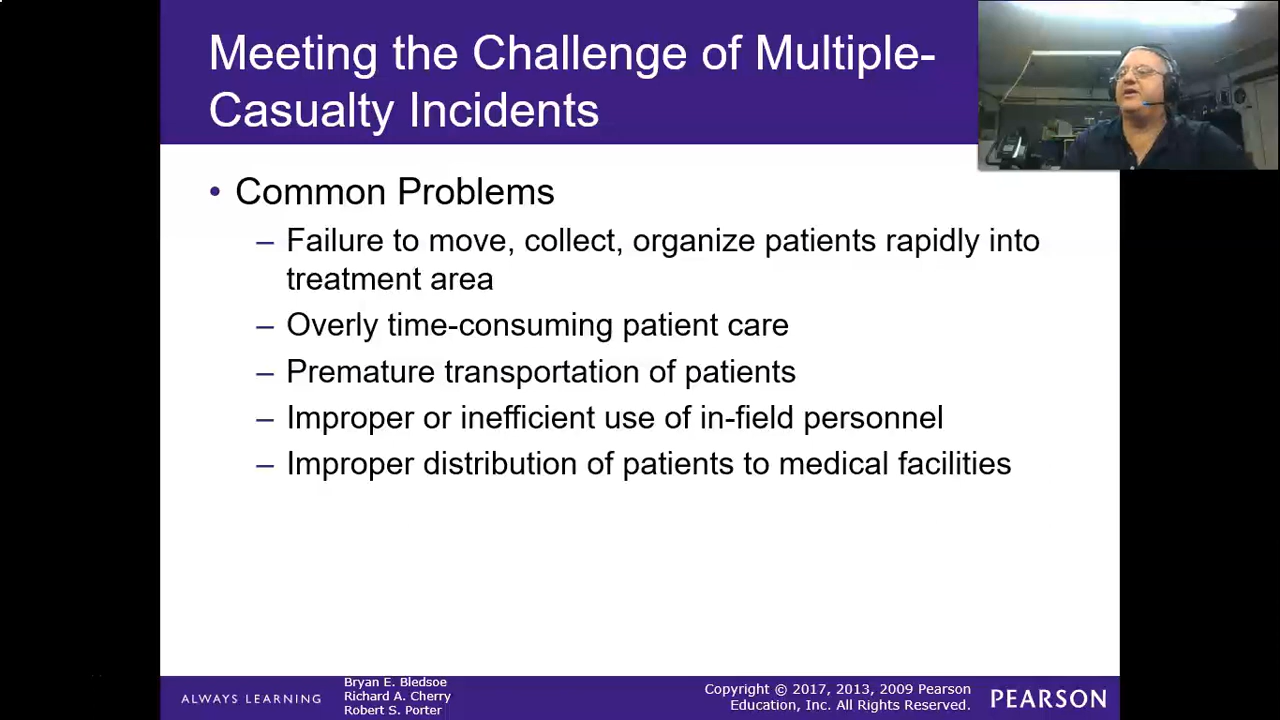 Meeting the Challenge of Multiple-
Casualty Incidents
• Common Problems
– Failure to move, collect, organize patients rapidly into
treatment area
– Overly time-consuming patient care
– Premature transportation of patients
– Improper or inefficient use of in-field personnel
– Improper distribution of patients to medical facilities
ALWAYS LEARNING
Bryan E. Bledsoe
Richard A. Cherry
Robert S. Porter
Copyright © 2017, 2013, 2009 Pearson
Education, Inc. All Rights Reserved.
PEARSON